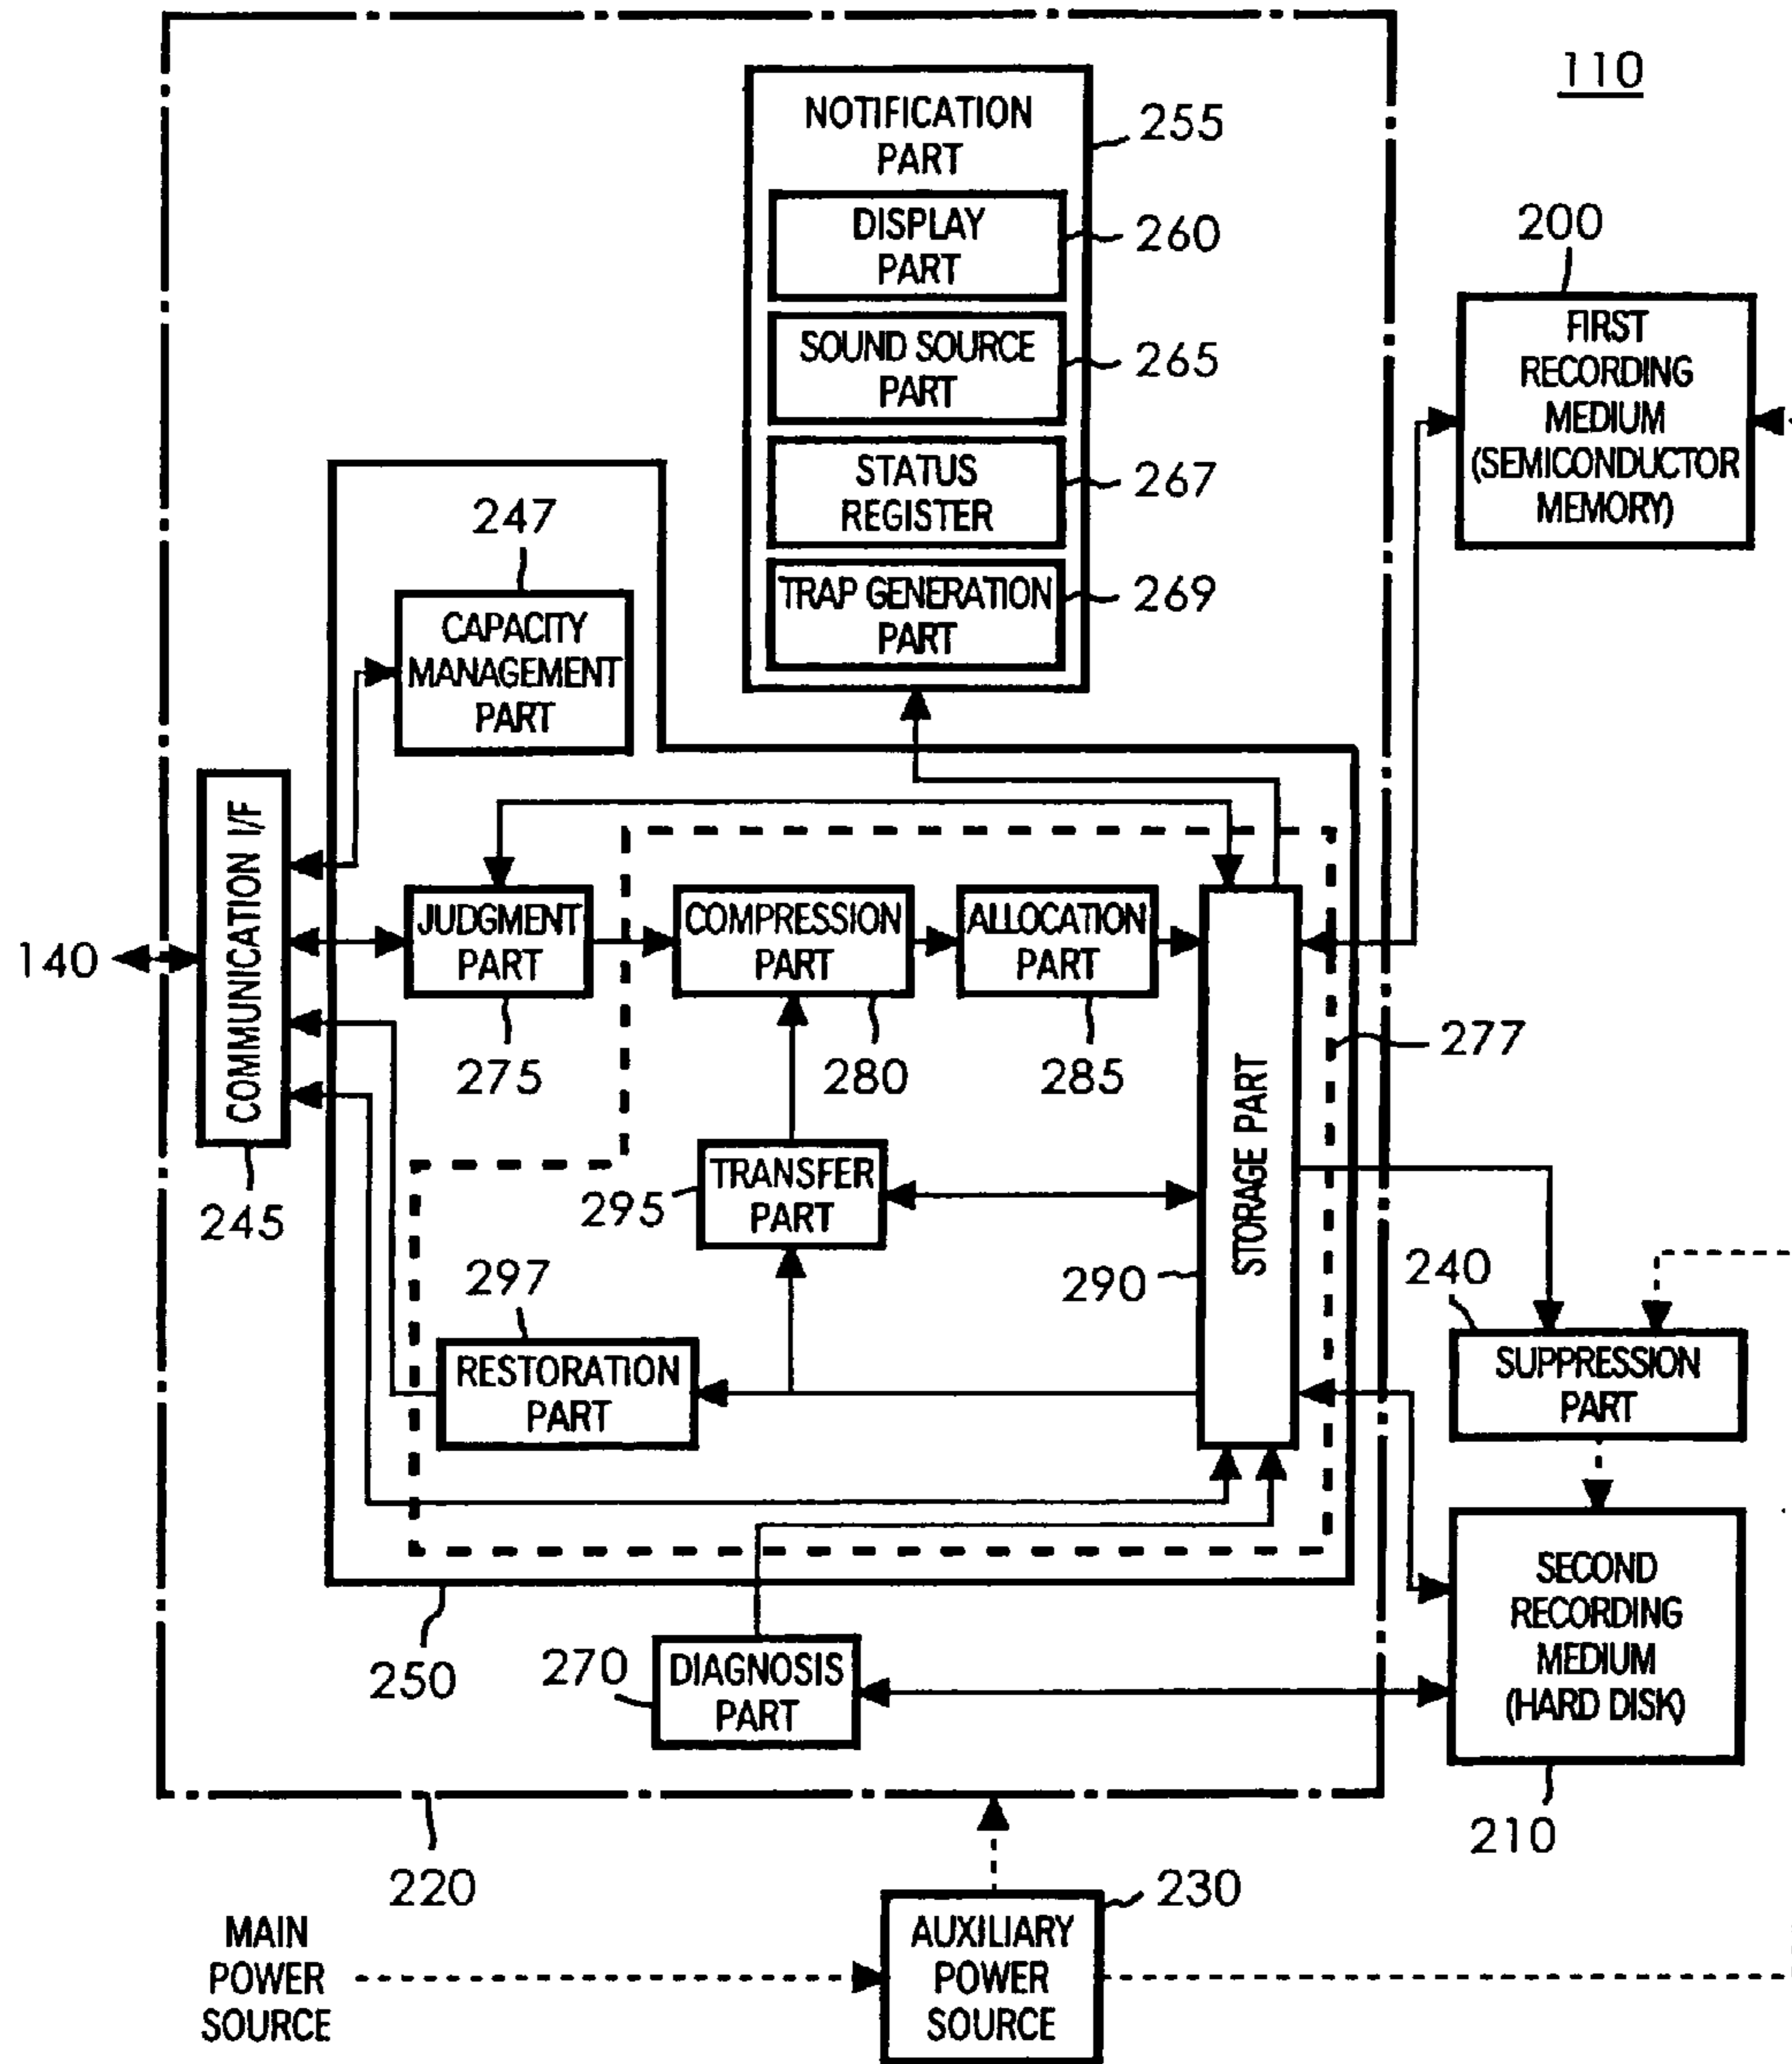 110
NOTIFICATION
PART
255
DISPLAY
PART
260
SOUND SOURCE
PART
265
STATUS
REGISTER
267
TRAP GENERATION
PART
269
200
FIRST
RECORDING
MEDIUM
(SEMICONDUCTOR
MEMORY)
247
CAPACITY
MANAGEMENT
PART
COMMUNICATION I/F
245
140
JUDGMENT
PART
275
COMPRESSION
PART
280
ALLOCATION
PART
285
277
STORAGE PART
290
TRANSFER
PART
295
297
RESTORATION
PART
240
SUPPRESSION
PART
SECOND
RECORDING
MEDIUM
(HARD DISK)
210
250
270
DIAGNOSIS
PART
220
230
MAIN
POWER
SOURCE
AUXILIARY
POWER
SOURCE